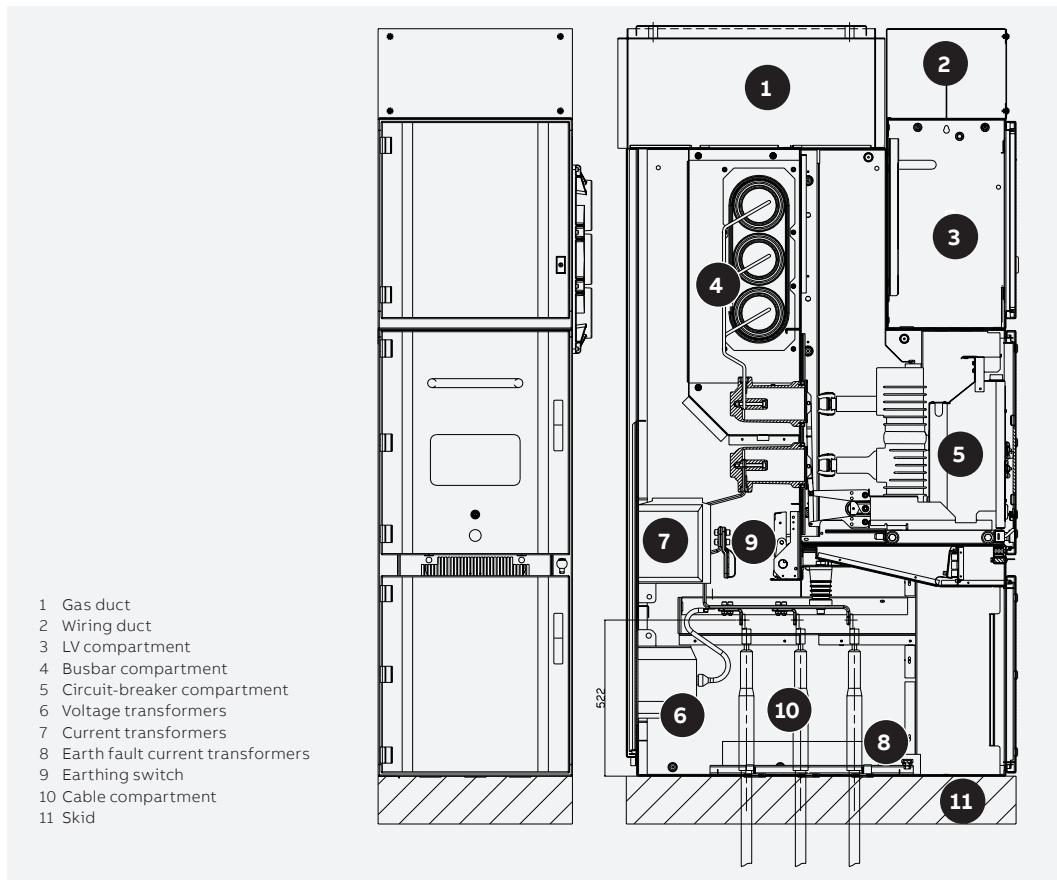 1 Gas duct
2 Wiring duct
3 LV compartment
4 Busbar compartment
5 Circuit-breaker compartment
6 Voltage transformers
7 Current transformers
8 Earth fault current transformers
9 Earthing switch
10 Cable compartment
11 Skid
1
2
3
4
5
7
9
6
10
8
11
522